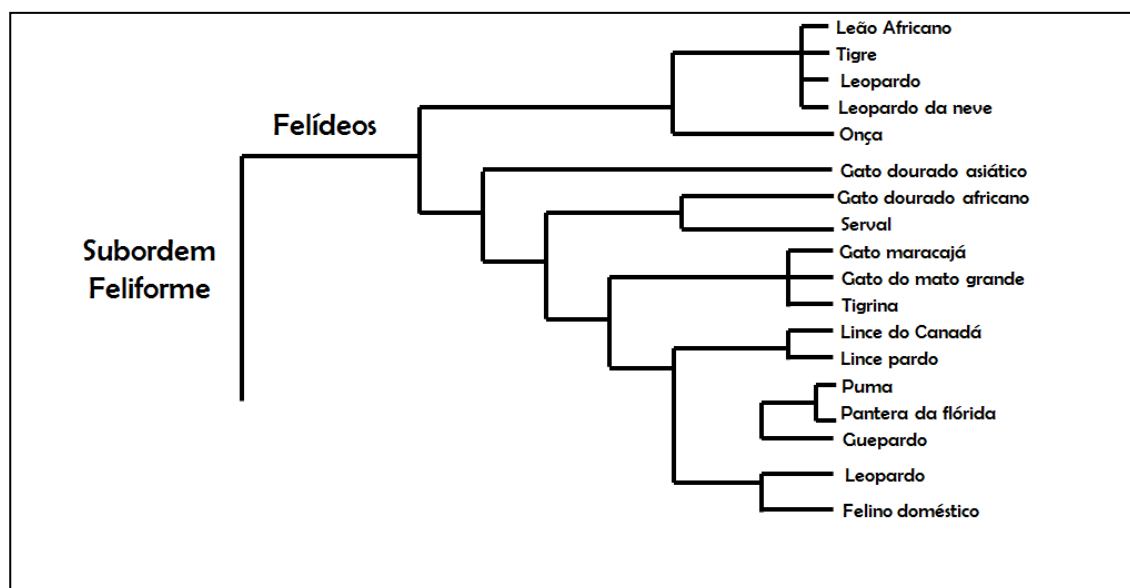 Leão Africano
Tigre
Leopardo
Leopardo da neve
Onça
Felídeos
Gato dourado asiático
Gato dourado africano
Serval
Subordem
Feliforme
Gato maracajá
Gato do mato grande
Tigrina
Lince do Canadá
Lince pardo
Puma
Pantera da flórida
Guepardo
Leopardo
Felino doméstico